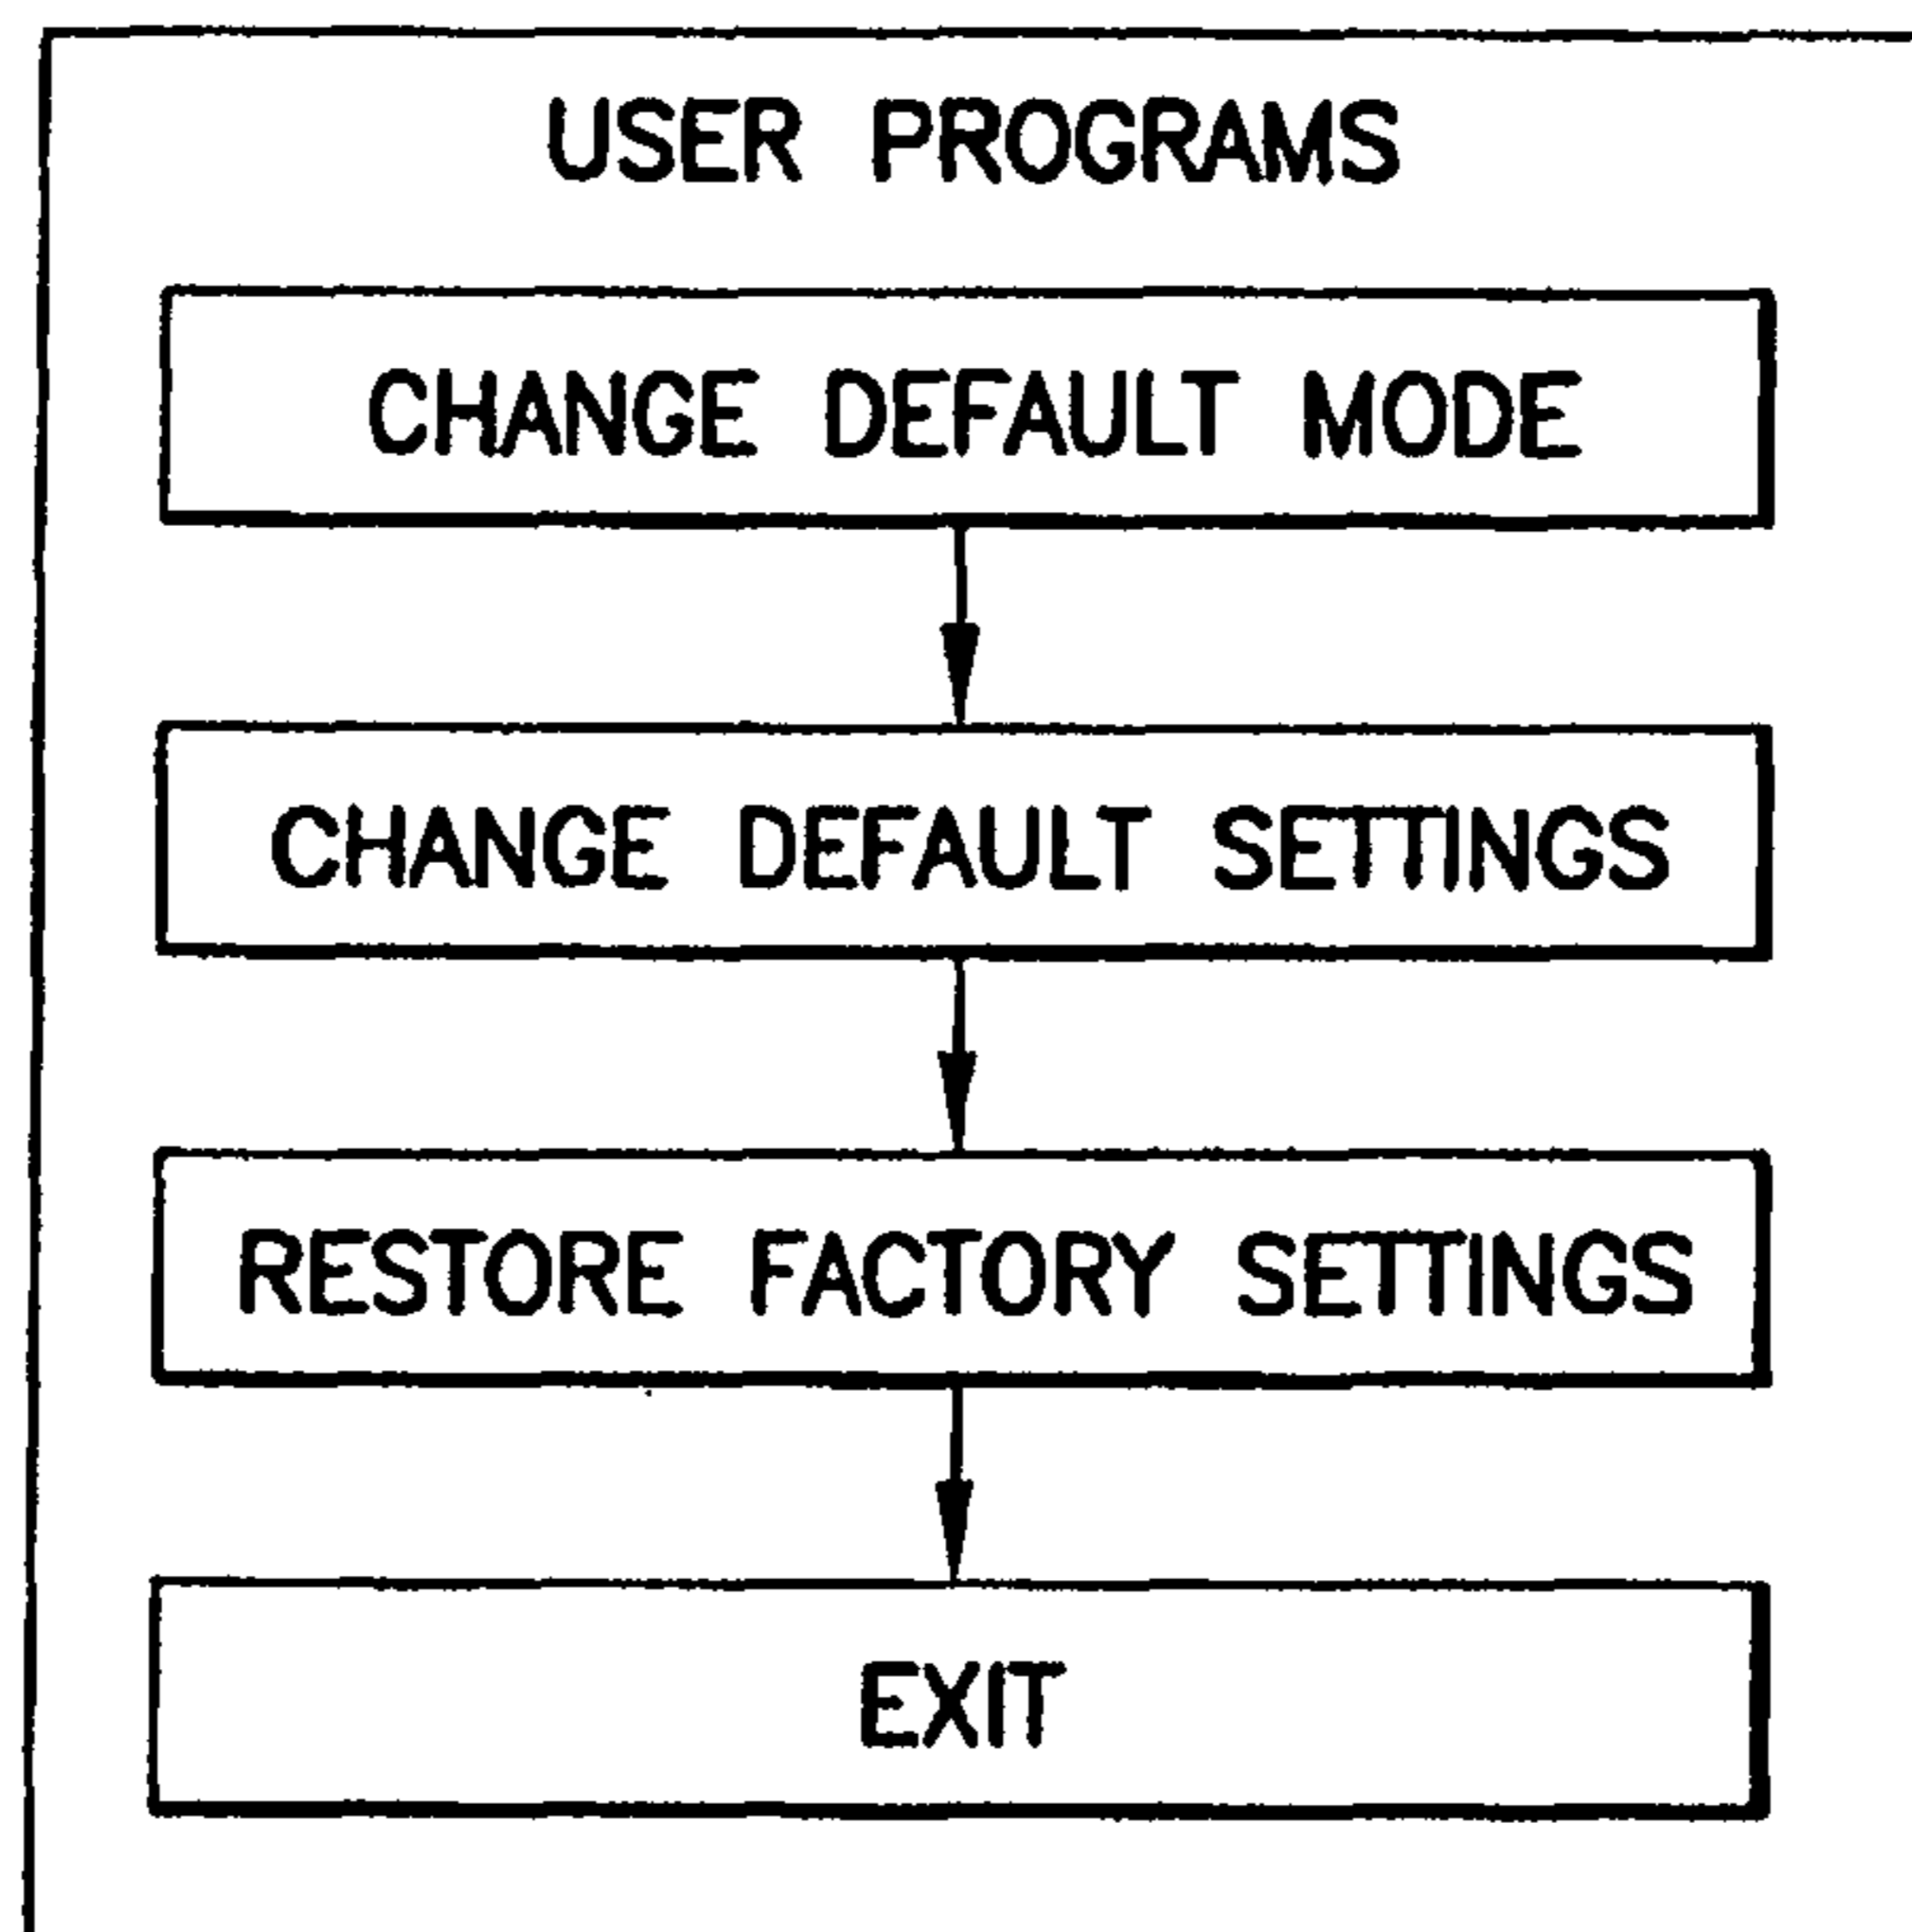 USER PROGRAMS
CHANGE DEFAULT MODE
CHANGE DEFAULT SETTINGS
RESTORE FACTORY SETTINGS
EXIT